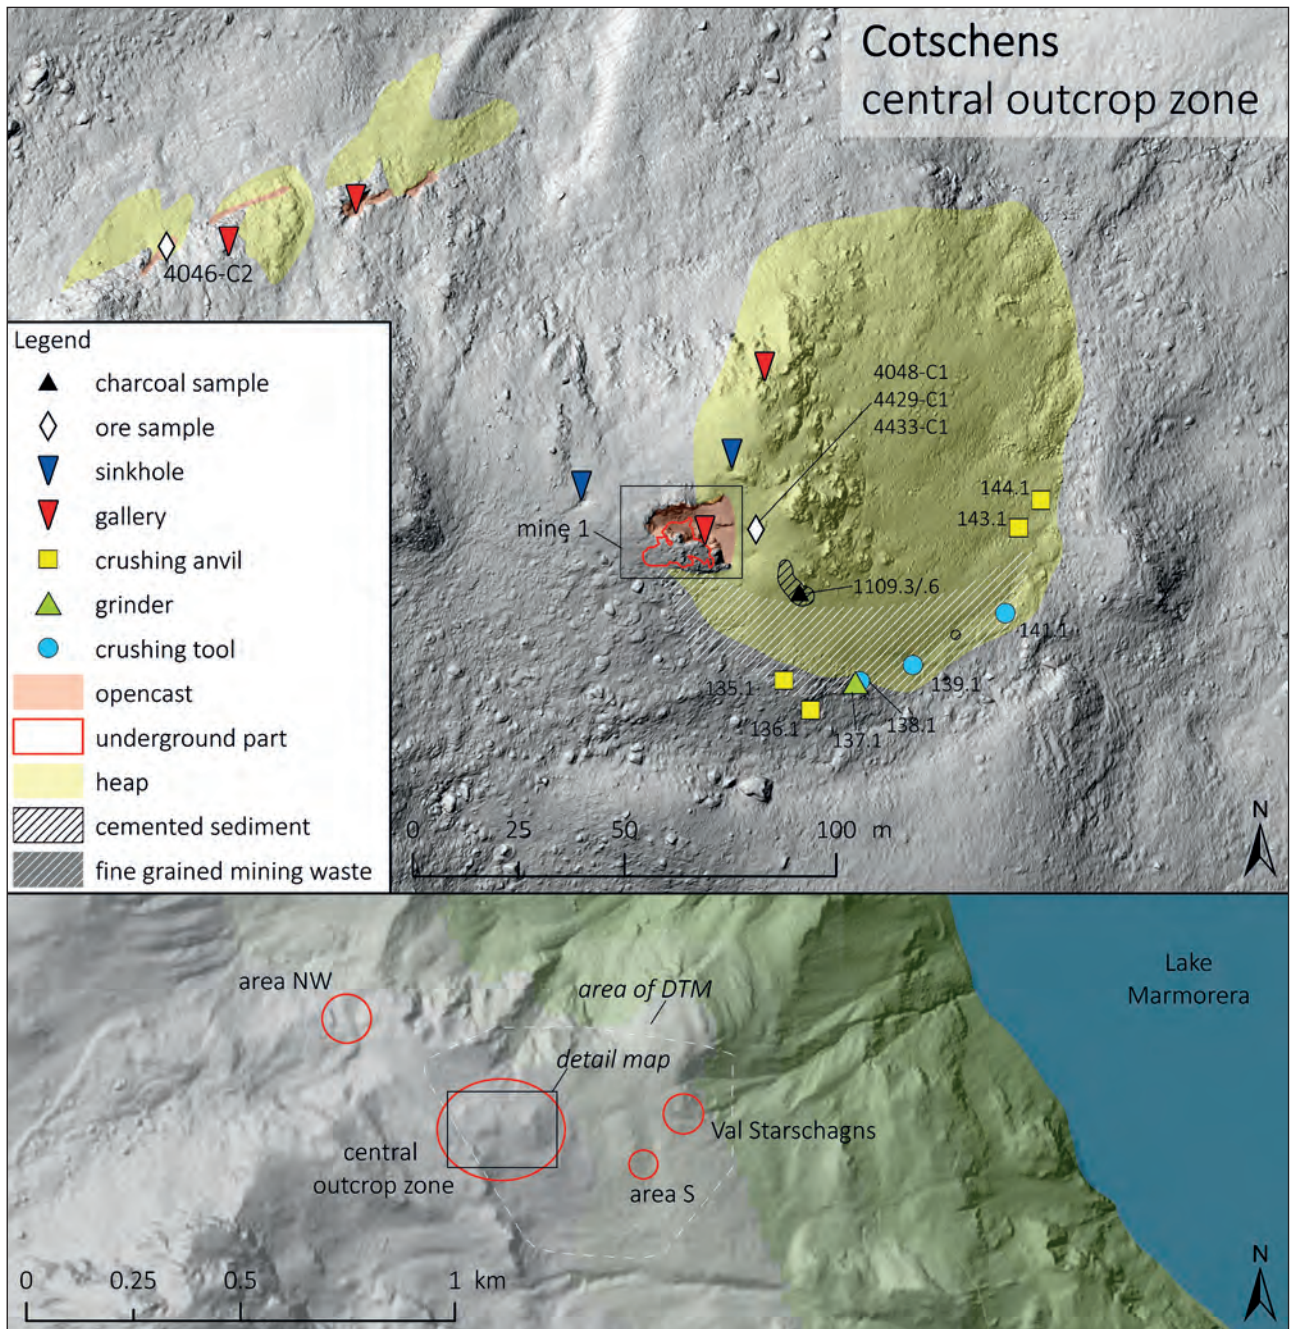 Cotschens
central outcrop zone
4046-C2
Legend
charcoal sample
ore sample
sinkhole
gallery
crushing anvil
grinder
crushing tool
opencast
underground part
heap
cemented sediment
fine grained mining waste
4048-C1
4429-C1
4433-C1
mine 1
144.1
143.1
1109.3/.6
141.1
135.1
139.1
136.1
138.1
137.1
0 25 50 100 m
N
area NW
area of DTM
Lake
Marmorera
detail map
Val Starschagns
central
outcrop zone
area S
N
0 0.25 0.5 1 km